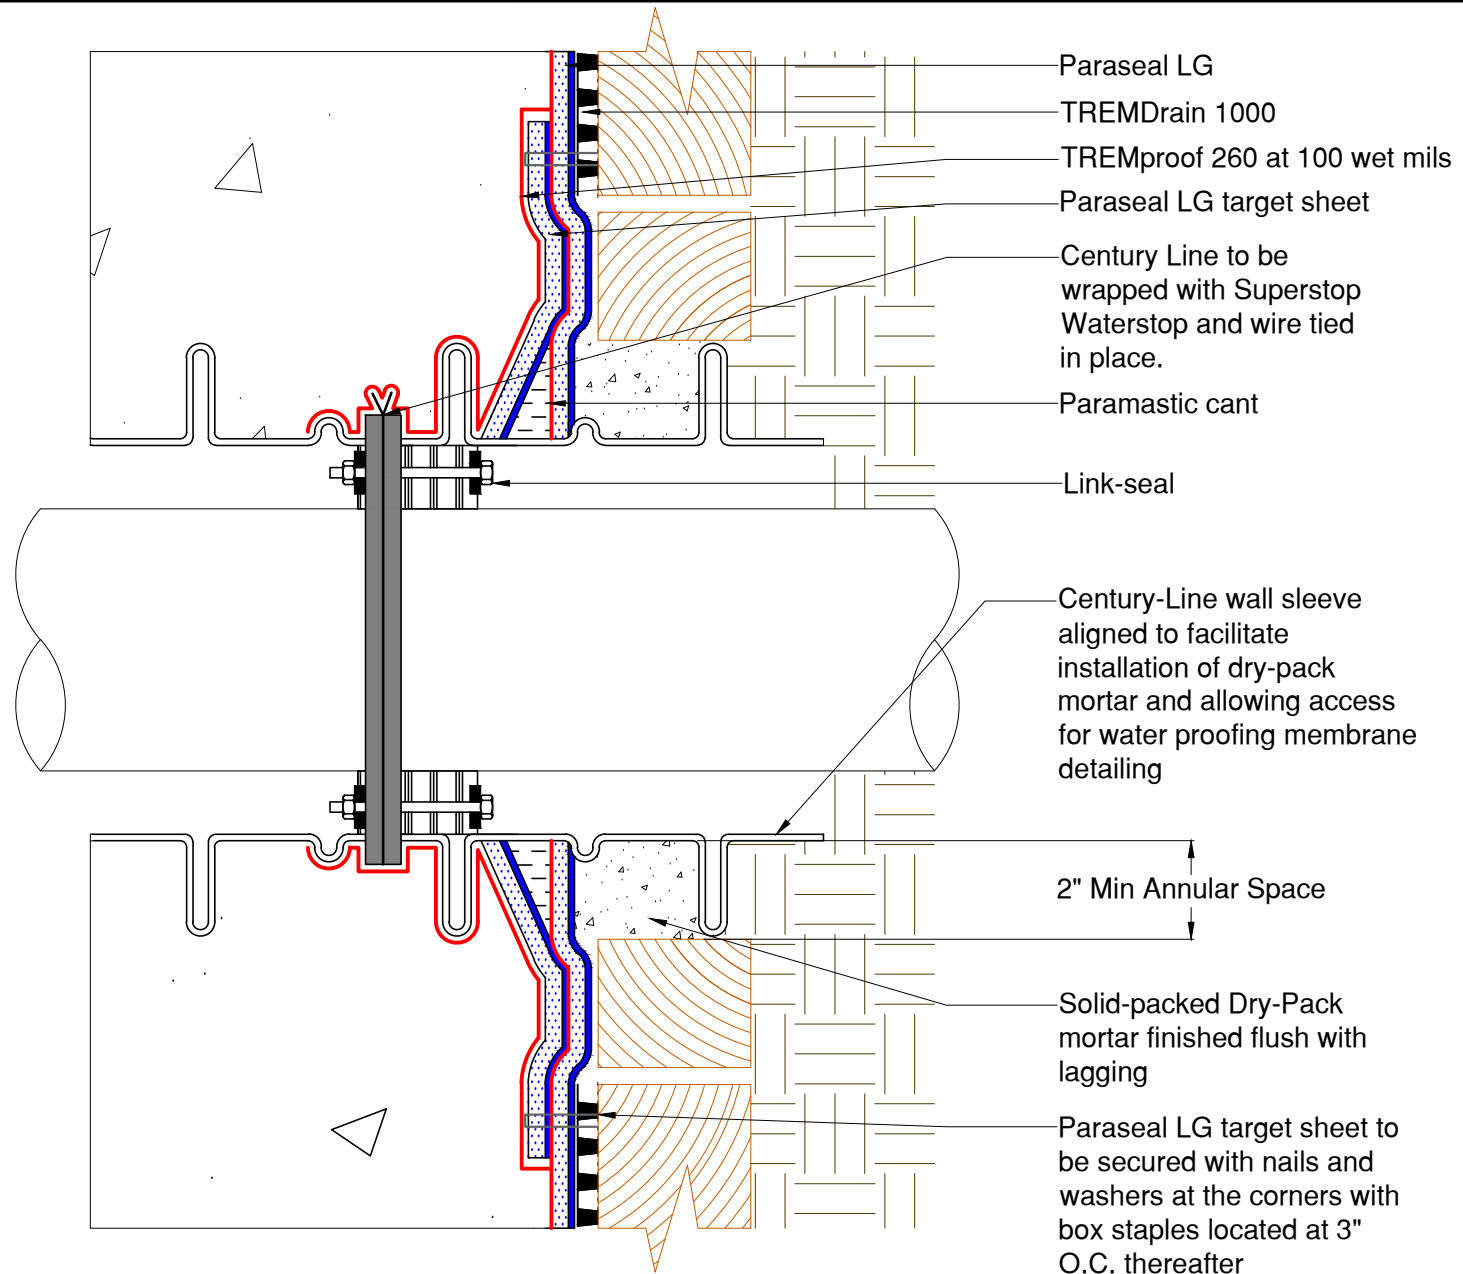 Paraseal LG
TREMDrain 1000
TREMproof 260 at 100 wet mils
Paraseal LG target sheet
Century Line to be
wrapped with Superstop
Waterstop and wire tied
in place.
Paramastic cant
Link-seal
Century-Line wall sleeve
aligned to facilitate
installation of dry-pack
mortar and allowing access
for water proofing membrane
detailing
2" Min Annular Space
Solid-packed Dry-Pack
mortar finished flush with
lagging
Paraseal LG target sheet to
be secured with nails and
washers at the corners with
box staples located at 3"
O.C. thereafter